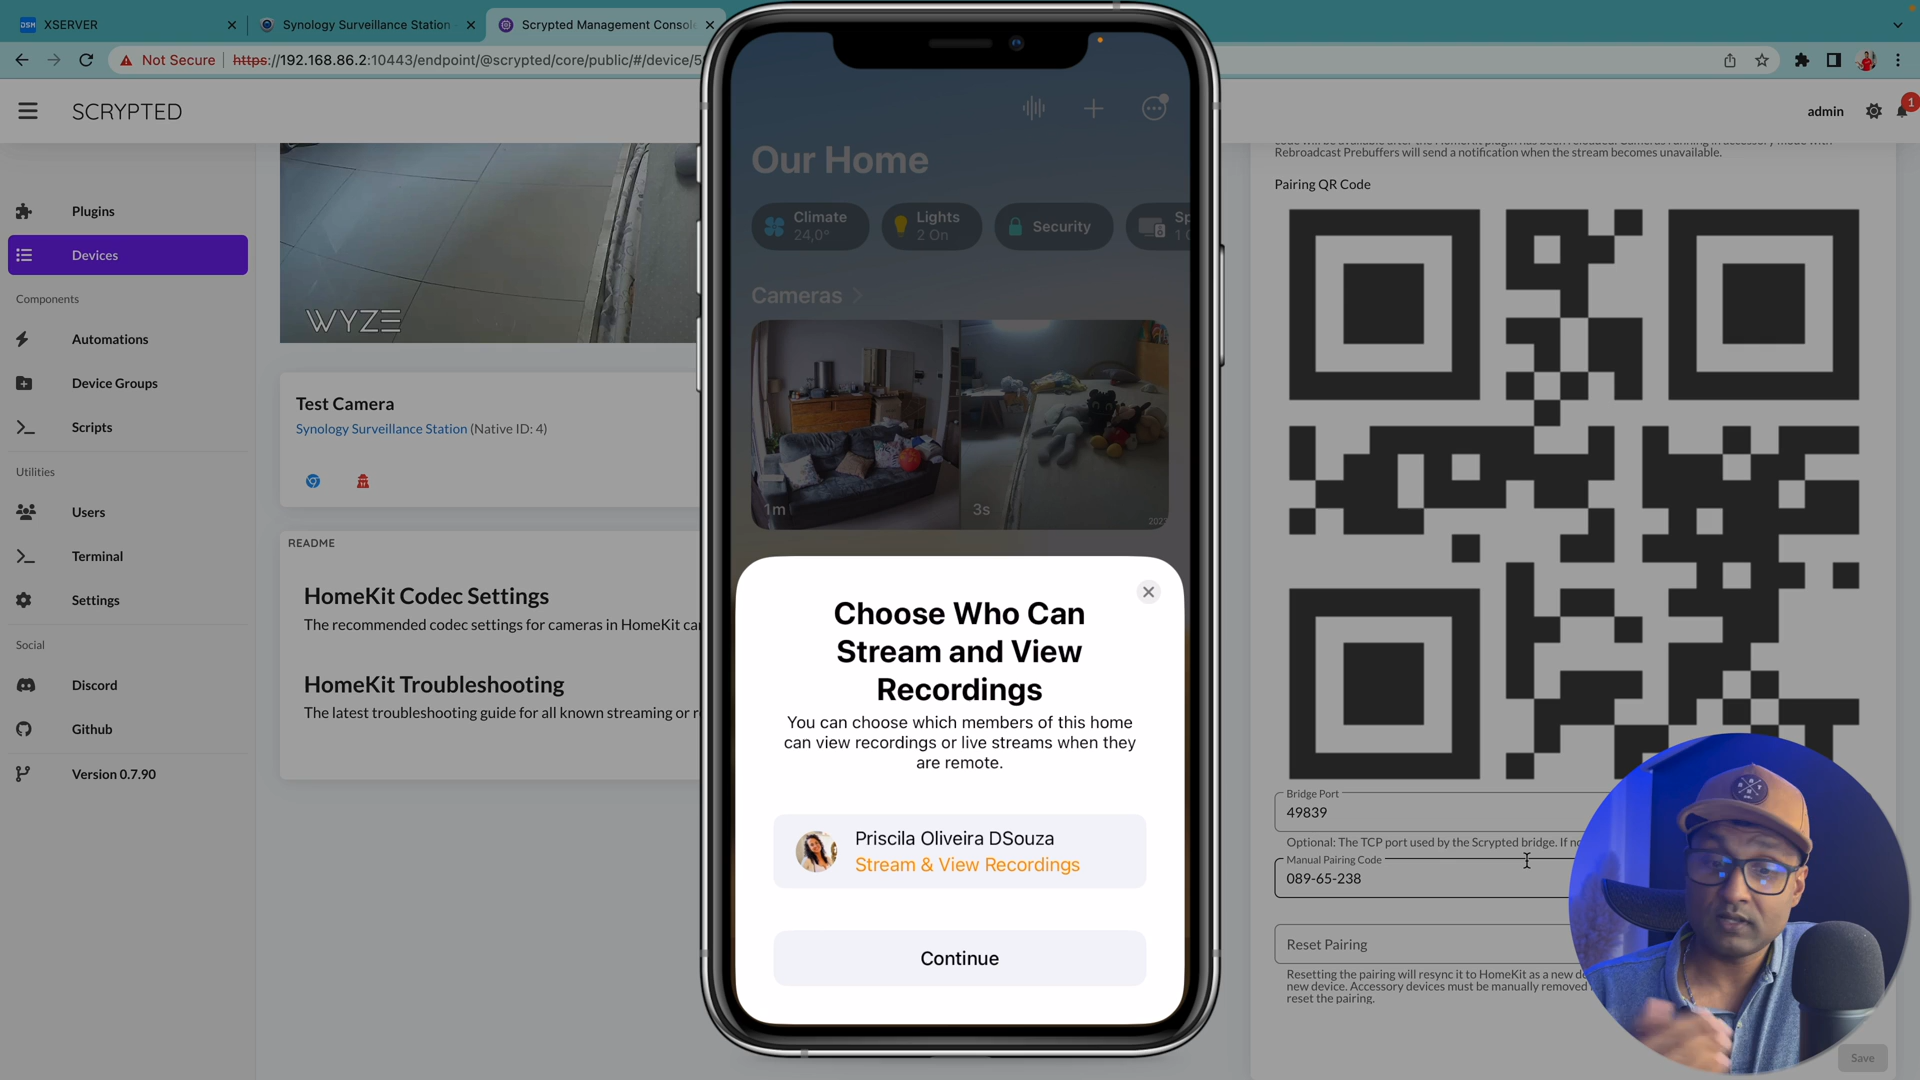 XSERVER
Synology Surveillance Station
Scrypted Management Consol
Not Secure
https://192.168.86.2:10443/endpoint/@scrypted/core/public/#/device/5
SCRYPTED
admin
1
Plugins
Devices
Components
Automations
Device Groups
Scripts
Utilities
Users
Terminal
Settings
Social
Discord
Github
Version 0.7.90
WYZE
Test Camera
Synology Surveillance Station (Native ID: 4)
README
HomeKit Codec Settings
The recommended codec settings for cameras in HomeKit ca
HomeKit Troubleshooting
The latest troubleshooting guide for all known streaming or r
Our Home
Climate
24,0°
Lights
2 On
Security
Sp
Cameras
1m
3s
202
Choose Who Can
Stream and View
Recordings
You can choose which members of this home
can view recordings or live streams when they
are remote.
Priscila Oliveira DSouza
Stream & View Recordings
Continue
Rebroadcast Prebuffers will send a notification when the stream becomes unavailable.
Pairing QR Code
Bridge Port
49839
Optional: The TCP port used by the Scrypted bridge. If no
Manual Pairing Code
089-65-238
Reset Pairing
Resetting the pairing will resync it to HomeKit as a new de
new device. Accessory devices must be manually removed
reset the pairing.
Save